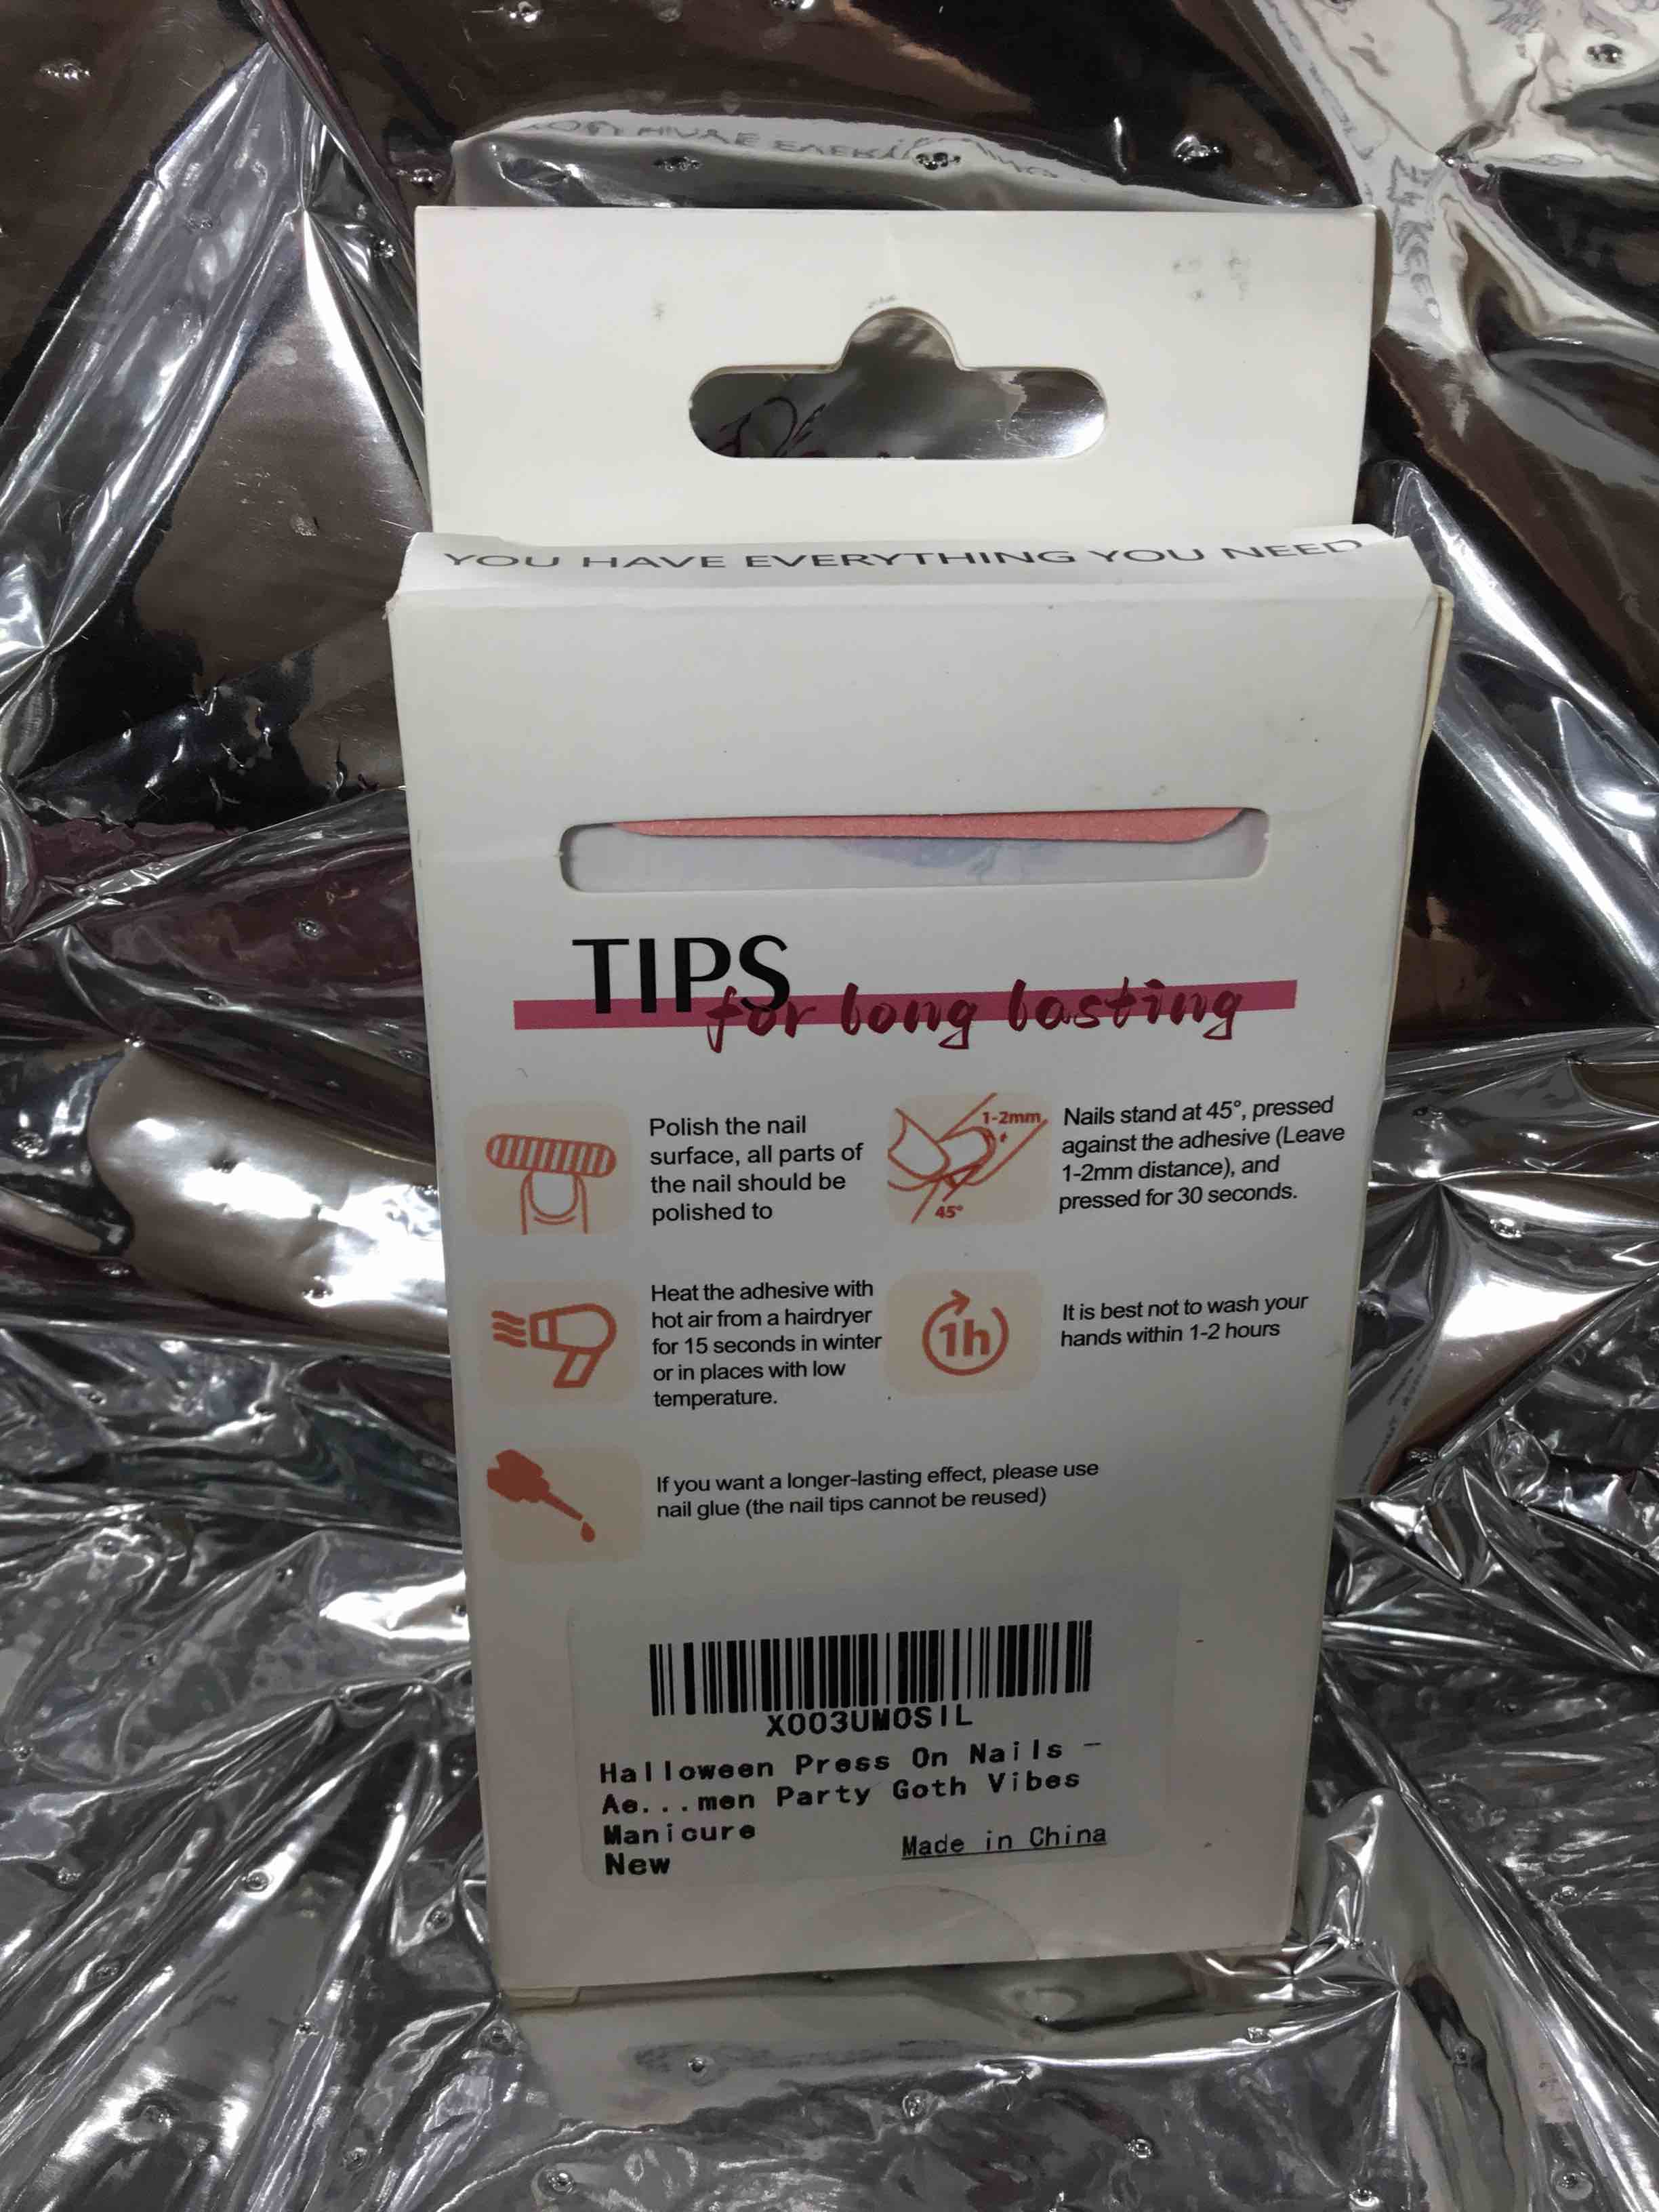 YOU HAVE EVERYTHING YOU NEED
TIPS
for long lasting
Polish the nail
surface, all parts of
the nail should be
polished to
1-2mm
45°
Nails stand at 45°, pressed
against the adhesive (Leave
1-2mm distance), and
pressed for 30 seconds.
Heat the adhesive with
hot air from a hairdryer
for 15 seconds in winter
or in places with low
temperature.
1h
It is best not to wash your
hands within 1-2 hours
If you want a longer-lasting effect, please use
nail glue (the nail tips cannot be reused)
X003UM0SIL
Halloween Press On Nails -
Ae...men Party Goth Vibes
Manicure
New
Made in China